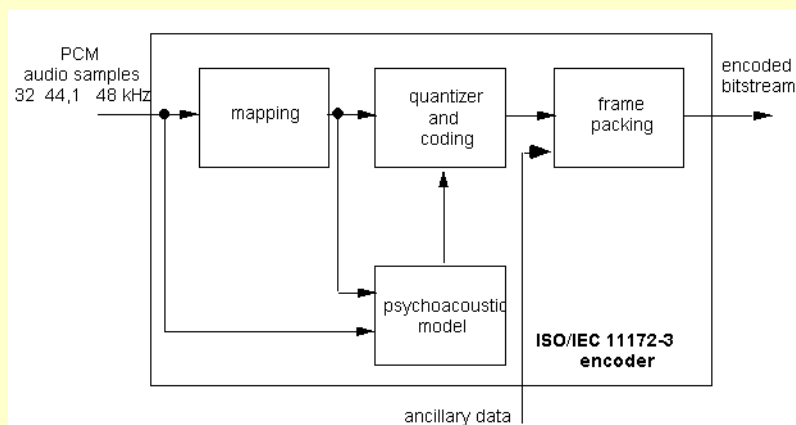 PCM
audio samples
32 44,1 48 kHz
mapping
quantizer
and
coding
frame
packing
encoded
bitstream
psychoacoustic
model
ISO/IEC 11172-3
encoder
ancillary data